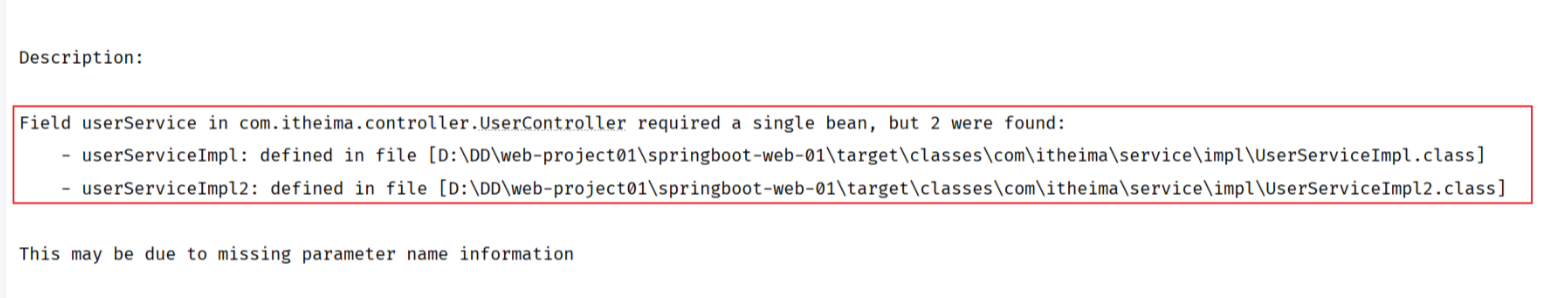 Description:
Field userService in com.itheima.controller.UserController required a single bean, but 2 were found:
- userServiceImpl: defined in file [D:\DD\web-project01\springboot-web-01\target\classes\com\itheima\service\impl\UserServiceImpl.class]
- userServiceImpl2: defined in file [D:\DD\web-project01\springboot-web-01\target\classes\com\itheima\service\impl\UserServiceImpl2.class]
This may be due to missing parameter name information